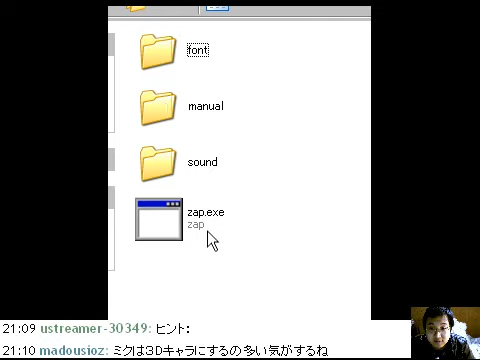 font
manual
sound
zap.exe
zap
21:09 ustreamer-30349: ヒント:
21:10 madousioz: ミクは3Dキャラにするの多い気がするね